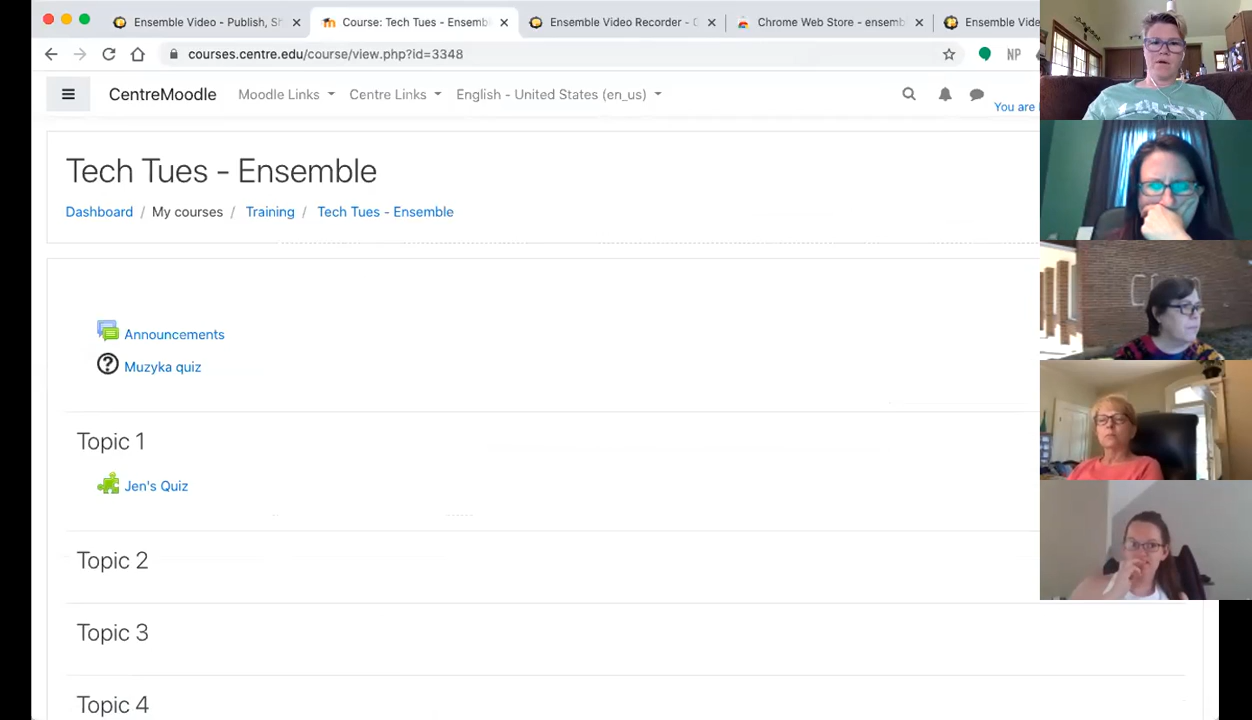 Ensemble Video - Publish, Sh
Course: Tech Tues - Ensemb
Ensemble Video Recorder - C
Chrome Web Store - ensemb
Ensemble Vide
courses.centre.edu/course/view.php?id=3348
NP
CentreMoodle
Moodle Links
Centre Links
English - United States (en_us)
You are
Tech Tues - Ensemble
Dashboard / My courses / Training / Tech Tues - Ensemble
Announcements
Muzyka quiz
Topic 1
Jen's Quiz
Topic 2
Topic 3
Topic 4